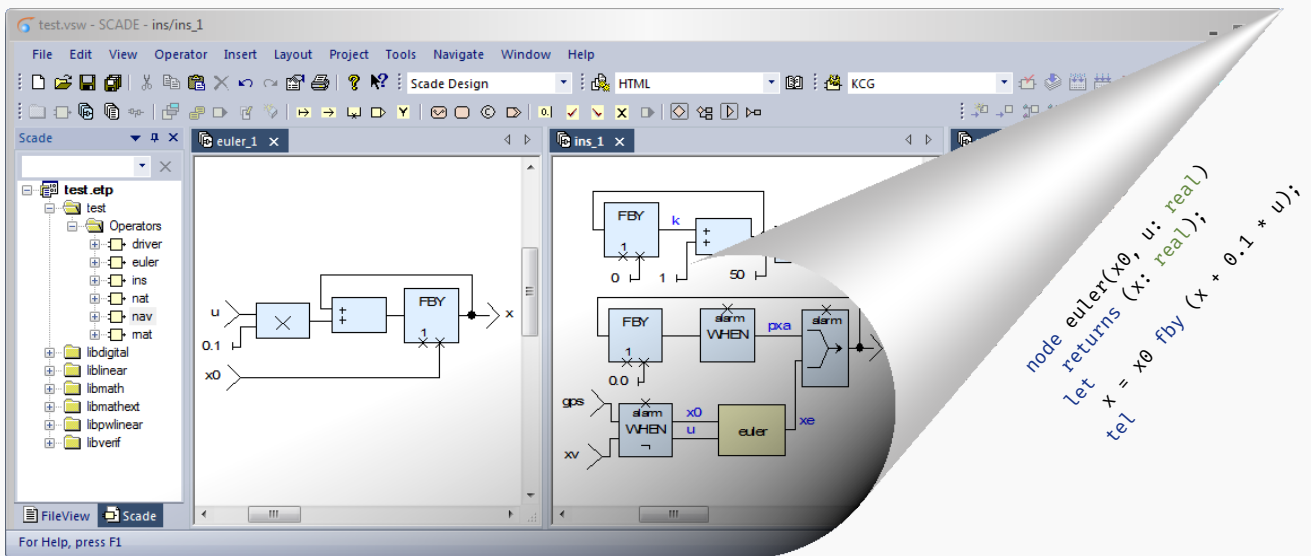 test.vsw - SCADE - ins/ins_1
File Edit View Operator Insert Layout Project Tools Navigate Window Help
Scade Design
HTML
KCG
Scade
euler_1
ins_1
test.etp
test
Operators
driver
euler
ins
nat
nav
mat
libdigital
liblinear
libmath
libmathext
libpwlinear
libverif
FileView
Scade
For Help, press F1
u
0.1
x0
+
+
FBY
1
x
FBY
1
k
+
+
0
1
50
FBY
1
0.0
alarm
WHEN
pxa
alarm
gps
xv
alarm
WHEN
¬
x0
u
euler
xe
node euler(x0, u: real)
returns (x: real);
let
x = x0 fby (x + 0.1 * u);
tel